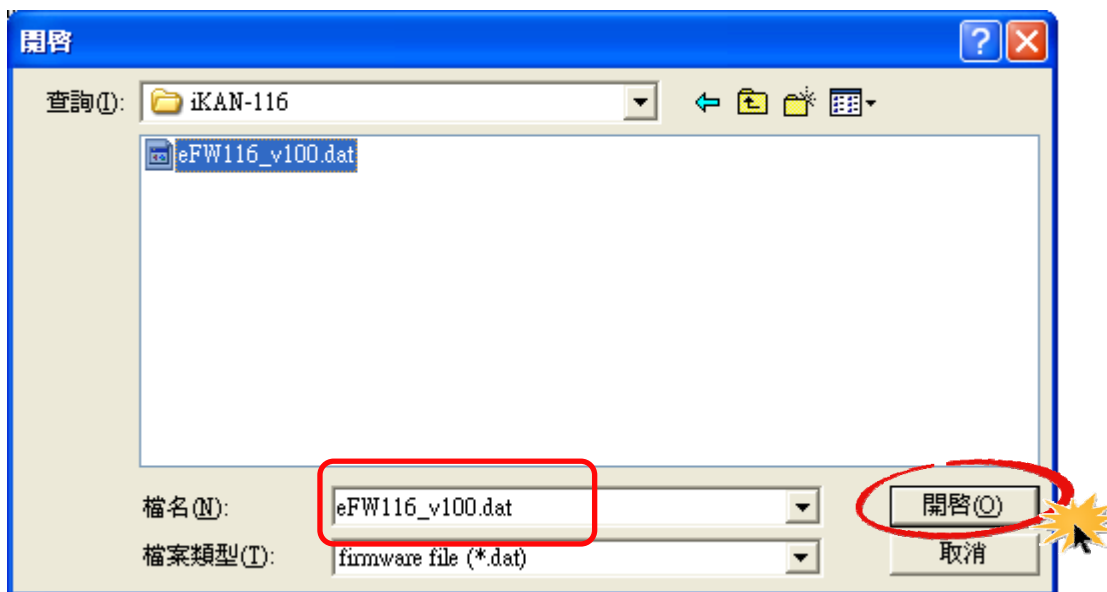 開啓
查詢(I): iKAN-116
eFW116_v100.dat
檔名(N): eFW116_v100.dat 開啓(O)
檔案類型(T): firmware file (*.dat) 取消